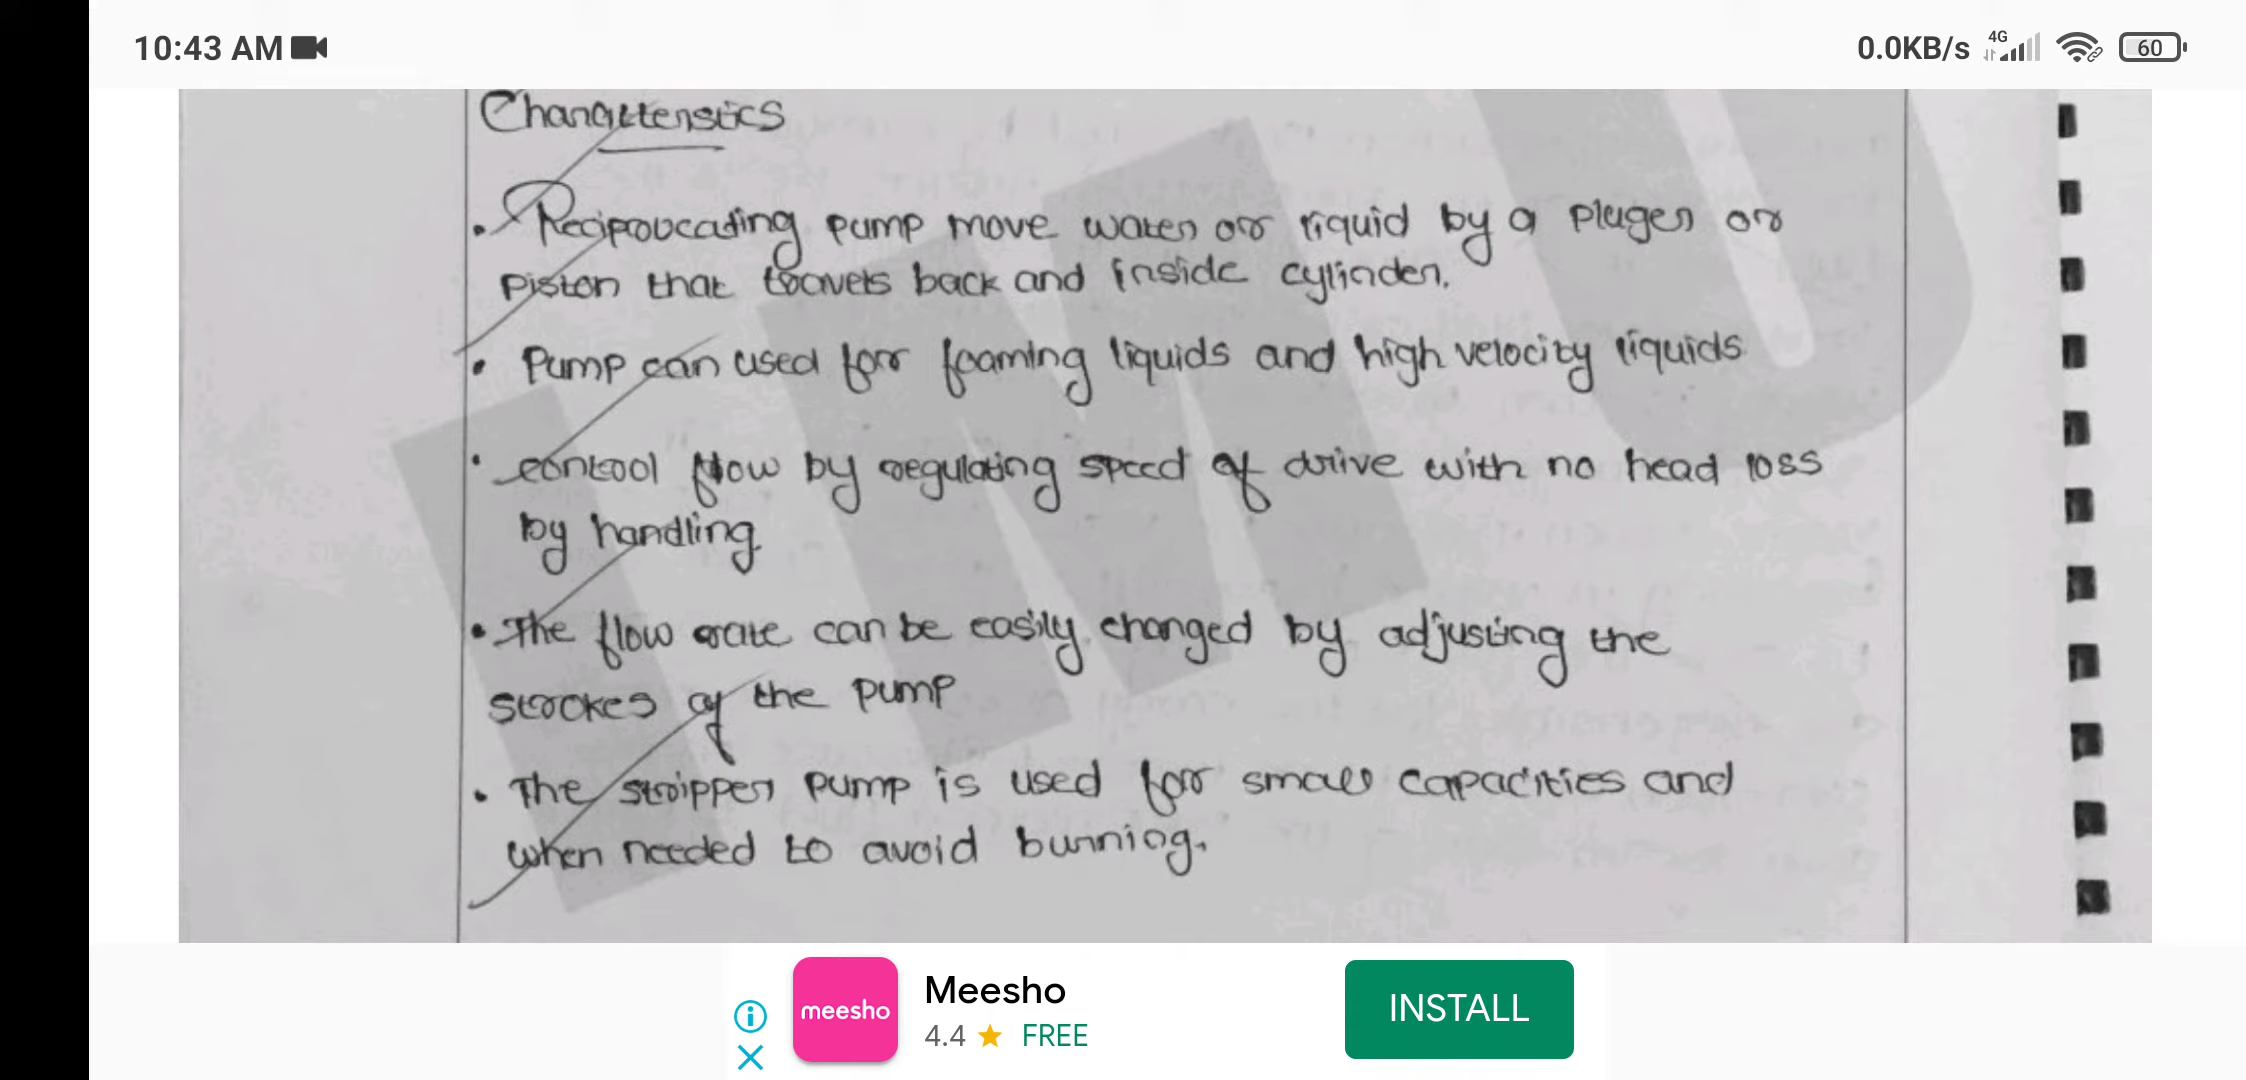 10:43 AM
0.0KB/s 4G 60
Charactteristics
• Reciproucating pump move water or liquid by a pluger or
piston that travels back and inside cylinder.
• Pump can used for foaming liquids and high velocity liquids
• control flow by regulating speed of drive with no head loss
by handling
• The flow rate can be easily changed by adjusting the
strokes of the pump
• The stripper pump is used for small capacities and
when needed to avoid burning.
IMU
meesho
Meesho
4.4 ★ FREE
INSTALL